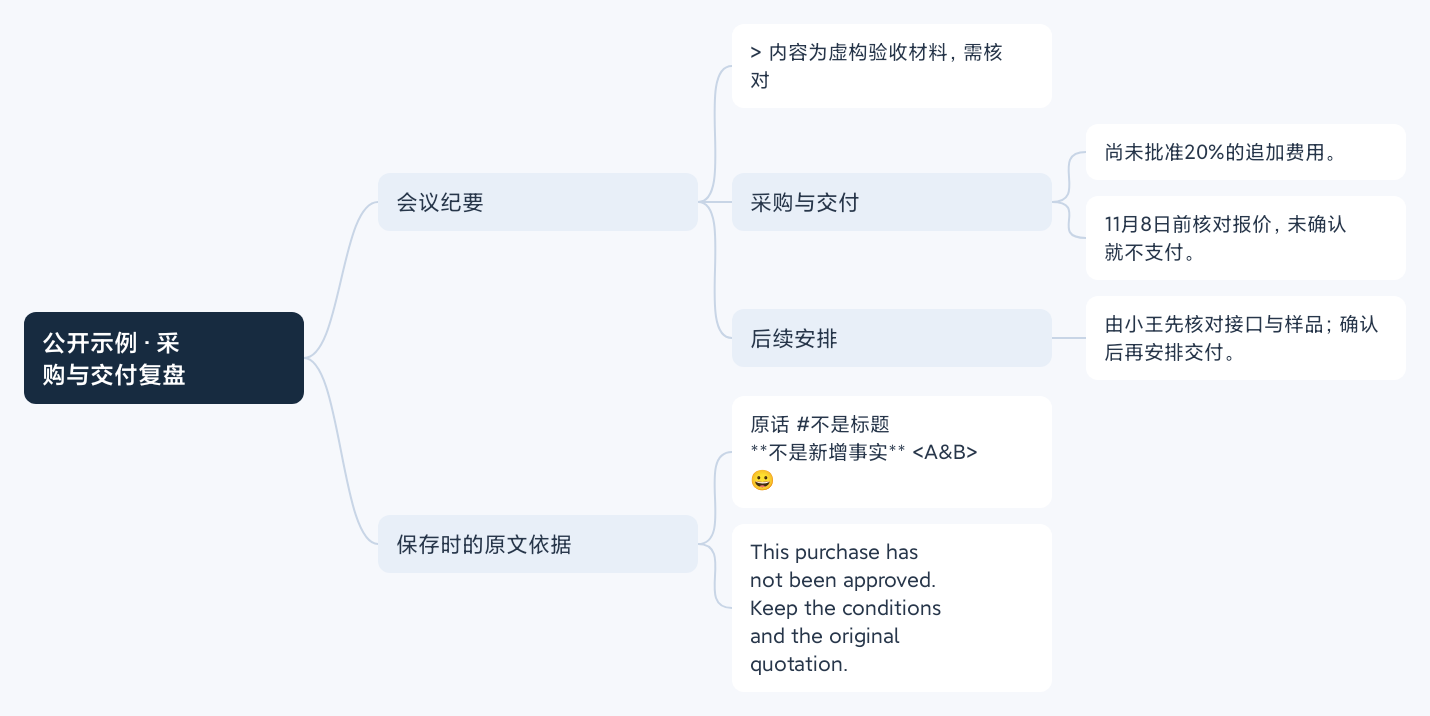 公开示例 · 采
购与交付复盘
会议纪要
> 内容为虚构验收材料，需核
对
采购与交付
尚未批准20%的追加费用。
11月8日前核对报价，未确认
就不支付。
后续安排
由小王先核对接口与样品；确认
后再安排交付。
保存时的原文依据
原话 #不是标题
**不是新增事实** <A&B>
😀
This purchase has
not been approved.
Keep the conditions
and the original
quotation.